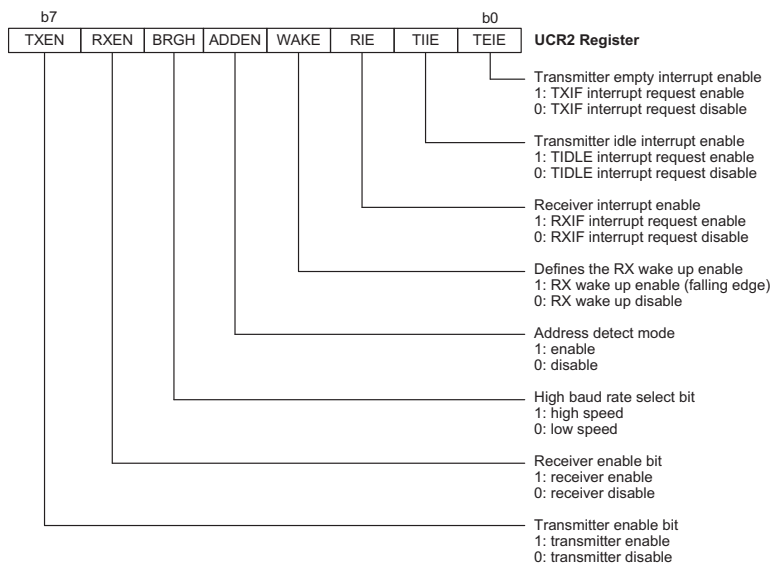 b7 b0
TXEN RXEN BRGH ADDEN WAKE RIE TIIE TEIE UCR2 Register
Transmitter empty interrupt enable
1: TXIF interrupt request enable
0: TXIF interrupt request disable
Transmitter idle interrupt enable
1: TIDLE interrupt request enable
0: TIDLE interrupt request disable
Receiver interrupt enable
1: RXIF interrupt request enable
0: RXIF interrupt request disable
Defines the RX wake up enable
1: RX wake up enable (falling edge)
0: RX wake up disable
Address detect mode
1: enable
0: disable
High baud rate select bit
1: high speed
0: low speed
Receiver enable bit
1: receiver enable
0: receiver disable
Transmitter enable bit
1: transmitter enable
0: transmitter disable